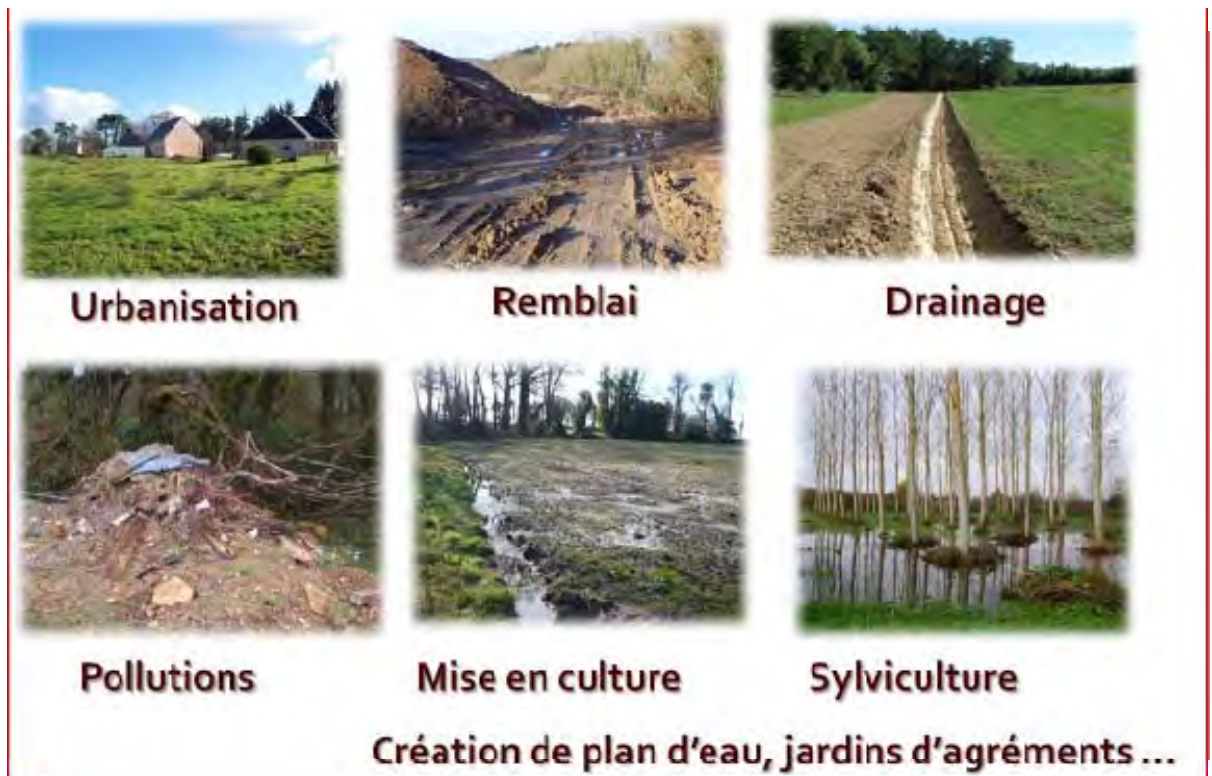 Urbanisation
Remblai
Drainage
Pollutions
Mise en culture
Sylviculture
Création de plan d'eau, jardins d'agréments ...